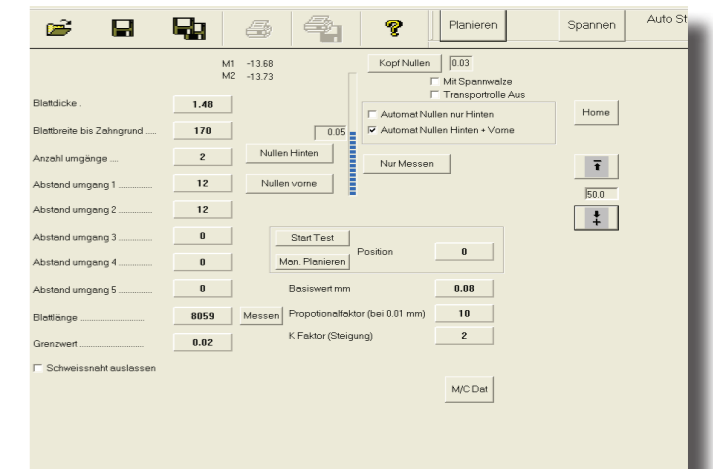 Planieren Spannen Auto St
M1 -13.68 Kopf Nullen 0.03
M2 -13.73
Mit Spannwalze
Transportrolle Aus
Blattdicke . 1.48
Automat Nullen nur Hinten Home
Blattbreite bis Zahngrund ..... 170 0.05 Automat Nullen Hinten + Vorne
Anzahl umgänge .... 2 Nullen Hinten Nur Messen
Abstand umgang 1 ............... 12 Nullen vorne
50.0
Abstand umgang 2 ............... 12
Abstand umgang 3 ............... 0 Start Test
Position 0
Abstand umgang 4 ............... 0 Man. Planieren
Abstand umgang 5 ............... 0 Basiswert mm 0.08
Blattlänge ............................. 8059 Messen Propotionalfaktor (bei 0.01 mm) 10
Grenzwert ............................. 0.02 K Faktor (Steigung) 2
Schweissnaht auslassen
M/C Dat